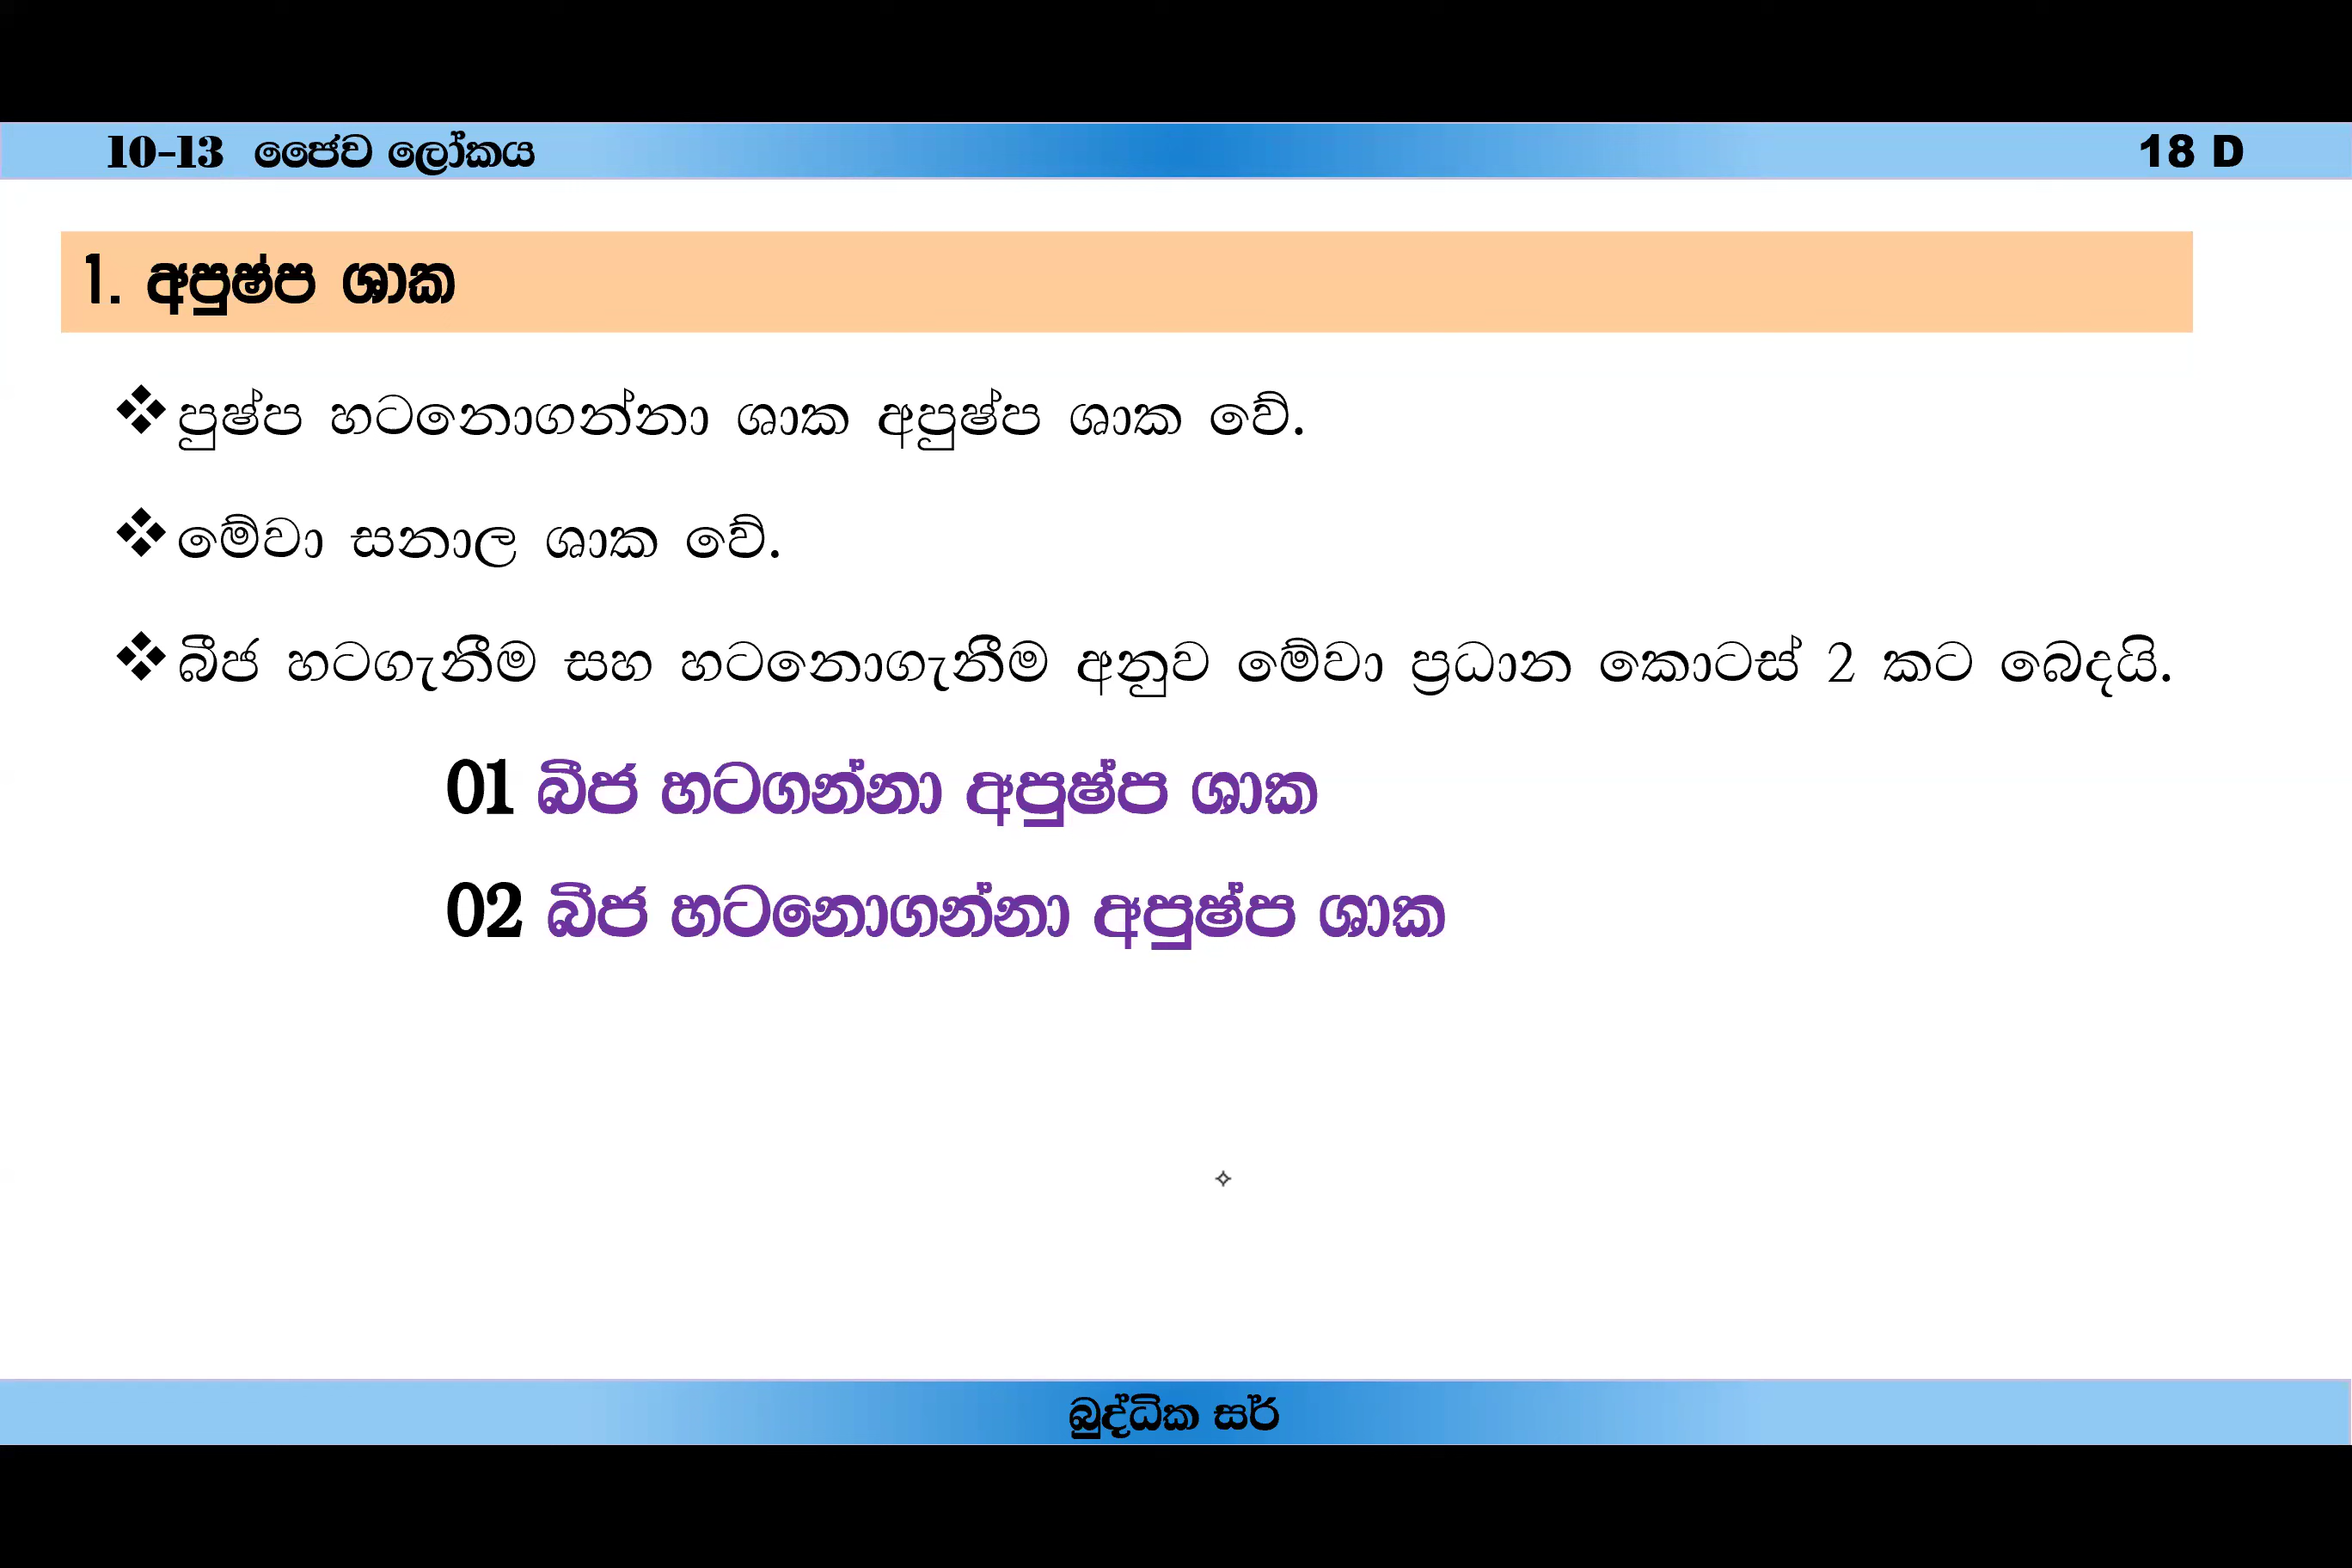 10-13 ජෛව ලෝකය
18 D
1. අපුෂ්ප ශාක
❖පුෂ්ප හටනොගන්නා ශාක අපුෂ්ප ශාක වේ.
❖මේවා සනාල ශාක වේ.
❖බීජ හටගැනීම සහ හටනොගැනීම අනුව මේවා ප්‍රධාන කොටස් 2 කට බෙදයි.
01 බීජ හටගන්නා අපුෂ්ප ශාක
02 බීජ හටනොගන්නා අපුෂ්ප ශාක
බුද්ධික සර්